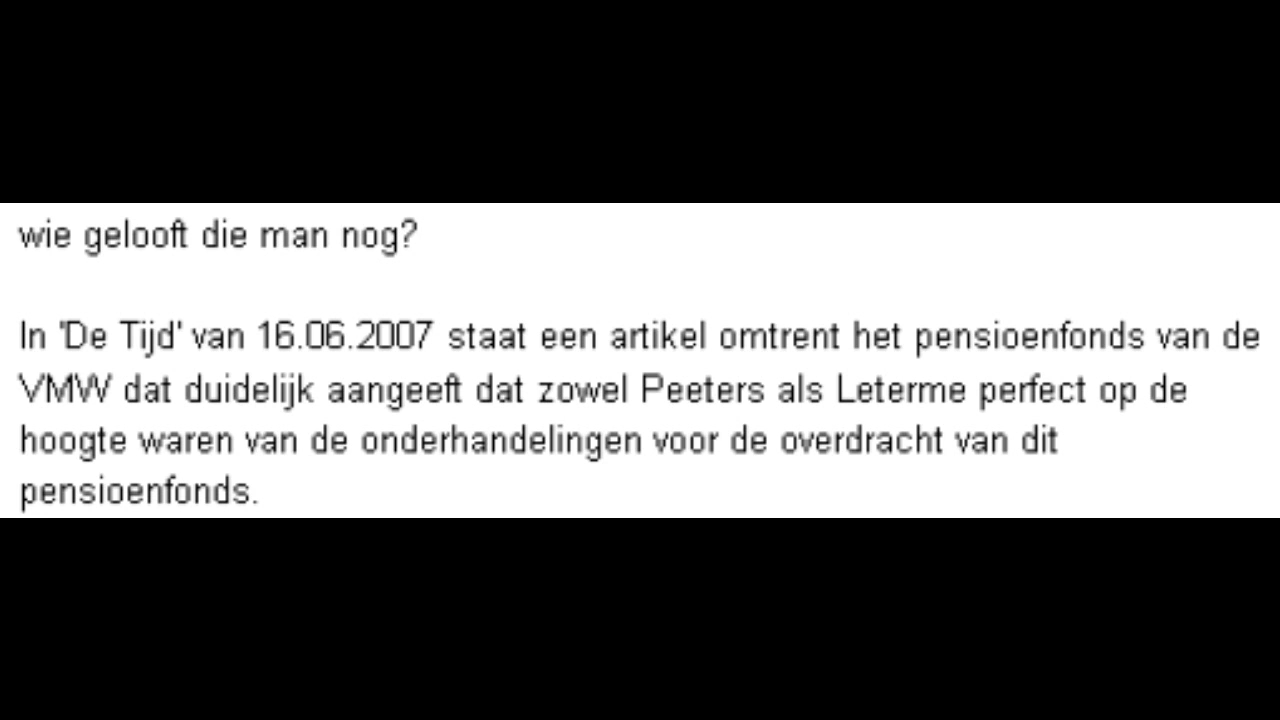 wie gelooft die man nog?
In 'De Tijd' van 16.06.2007 staat een artikel omtrent het pensioenfonds van de
VMW dat duidelijk aangeeft dat zowel Peeters als Leterme perfect op de
hoogte waren van de onderhandelingen voor de overdracht van dit
pensioenfonds.